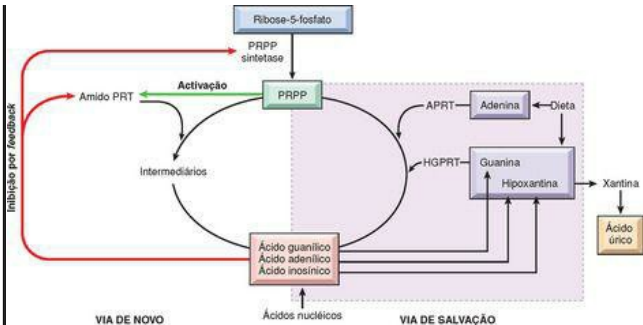 Ribose-5-fosfato
PRPP
sintetase
Activação
Amido PRT
PRPP
APRT
Adenina
Dieta
Inibição por feedback
Intermediários
HGPRT
Guanina
Hipoxantina
Xantina
Ácido
úrico
Ácido guanílico
Ácido adenílico
Ácido inosínico
Ácidos nucléicos
VIA DE NOVO
VIA DE SALVAÇÃO